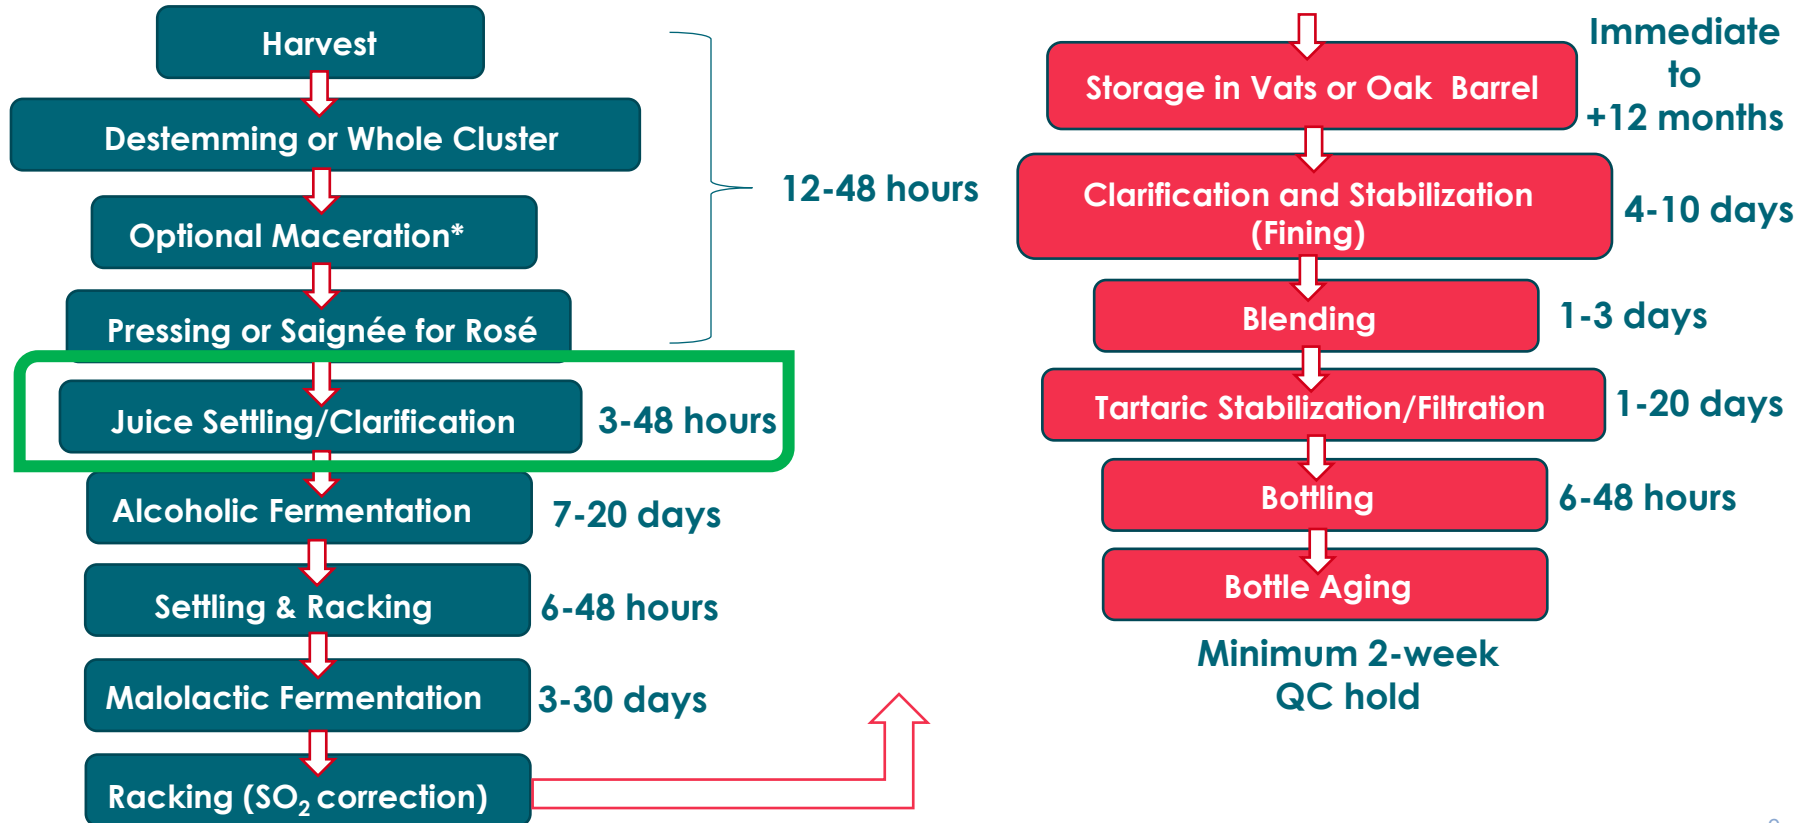 Harvest
Destemming or Whole Cluster
Optional Maceration*
Pressing or Saignée for Rosé
12-48 hours
Juice Settling/Clarification
3-48 hours
Alcoholic Fermentation
7-20 days
Settling & Racking
6-48 hours
Malolactic Fermentation
3-30 days
Racking (SO₂ correction)
Storage in Vats or Oak Barrel
Immediate
to
+12 months
Clarification and Stabilization
(Fining)
4-10 days
Blending
1-3 days
Tartaric Stabilization/Filtration
1-20 days
Bottling
6-48 hours
Bottle Aging
Minimum 2-week
QC hold